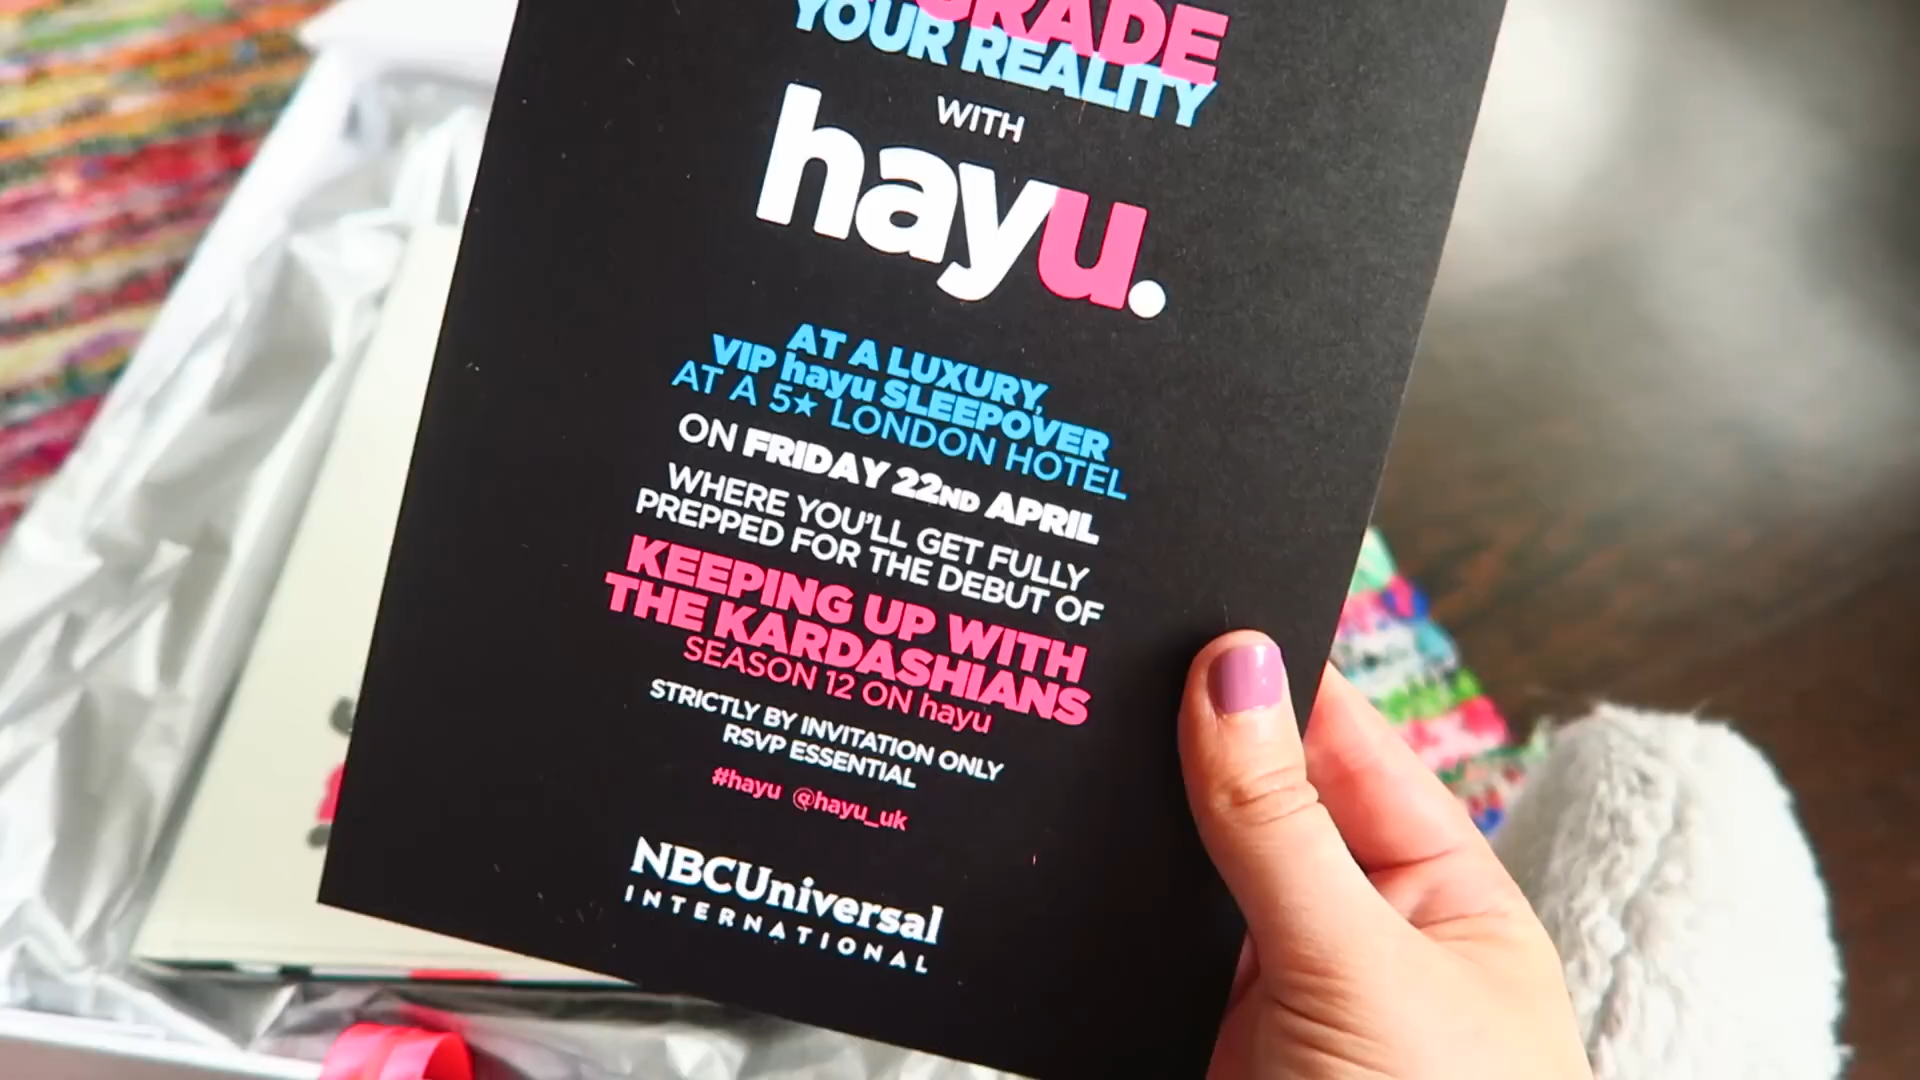 GRADE
YOUR REALITY
WITH
hayu.
AT A LUXURY,
VIP hayu SLEEPOVER
AT A 5★ LONDON HOTEL
ON FRIDAY 22ND APRIL
WHERE YOU'LL GET FULLY
PREPPED FOR THE DEBUT OF
KEEPING UP WITH
THE KARDASHIANS
SEASON 12 ON hayu
STRICTLY BY INVITATION ONLY
RSVP ESSENTIAL
#hayu @hayu_uk
NBCUniversal
INTERNATIONAL